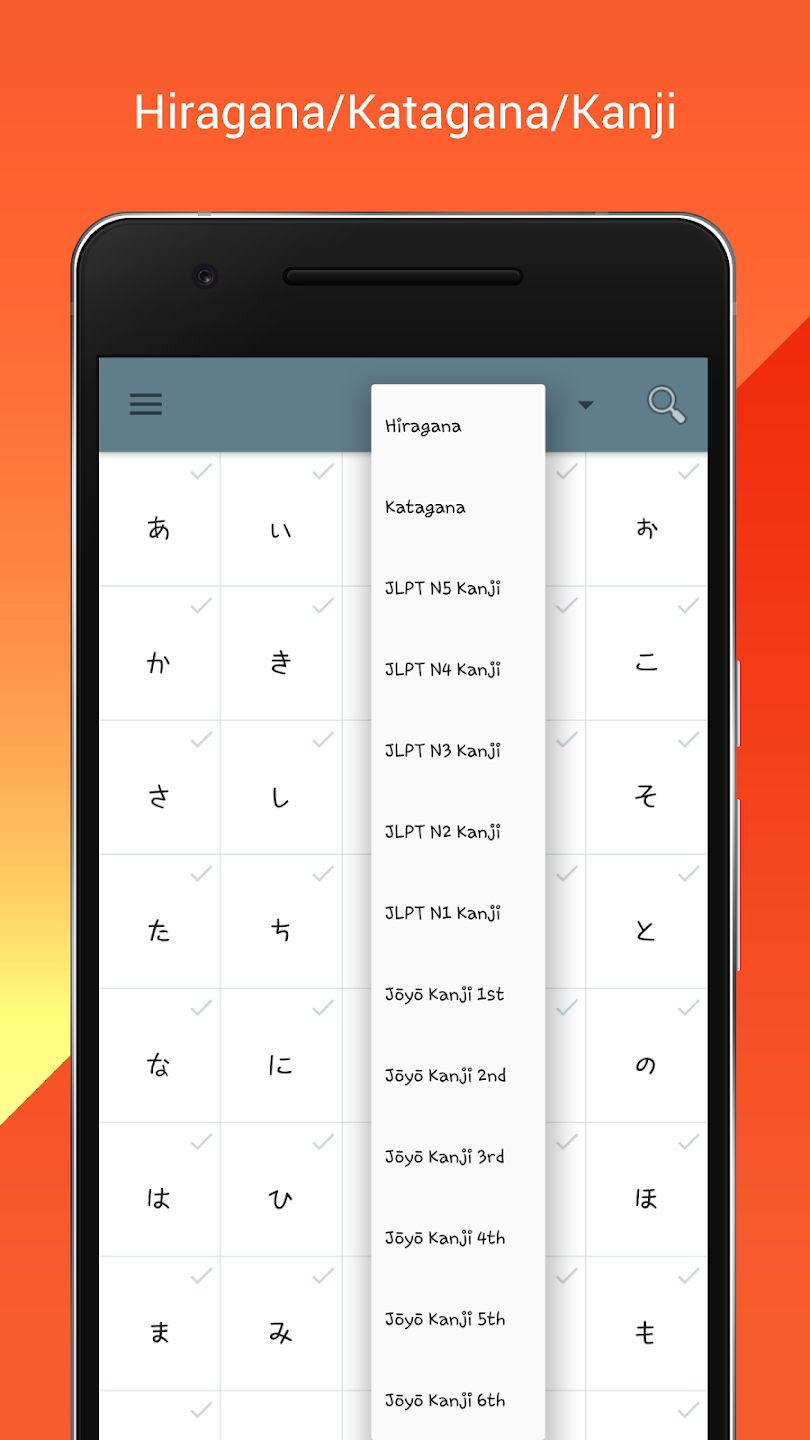 Hiragana/Katagana/Kanji
Hiragana
Katagana
JLPT N5 Kanji
JLPT N4 Kanji
JLPT N3 Kanji
JLPT N2 Kanji
JLPT N1 Kanji
Jōyō Kanji 1st
Jōyō Kanji 2nd
Jōyō Kanji 3rd
Jōyō Kanji 4th
Jōyō Kanji 5th
Jōyō Kanji 6th
あ い お
か き こ
さ し そ
た ち と
な に の
は ひ ほ
ま み も